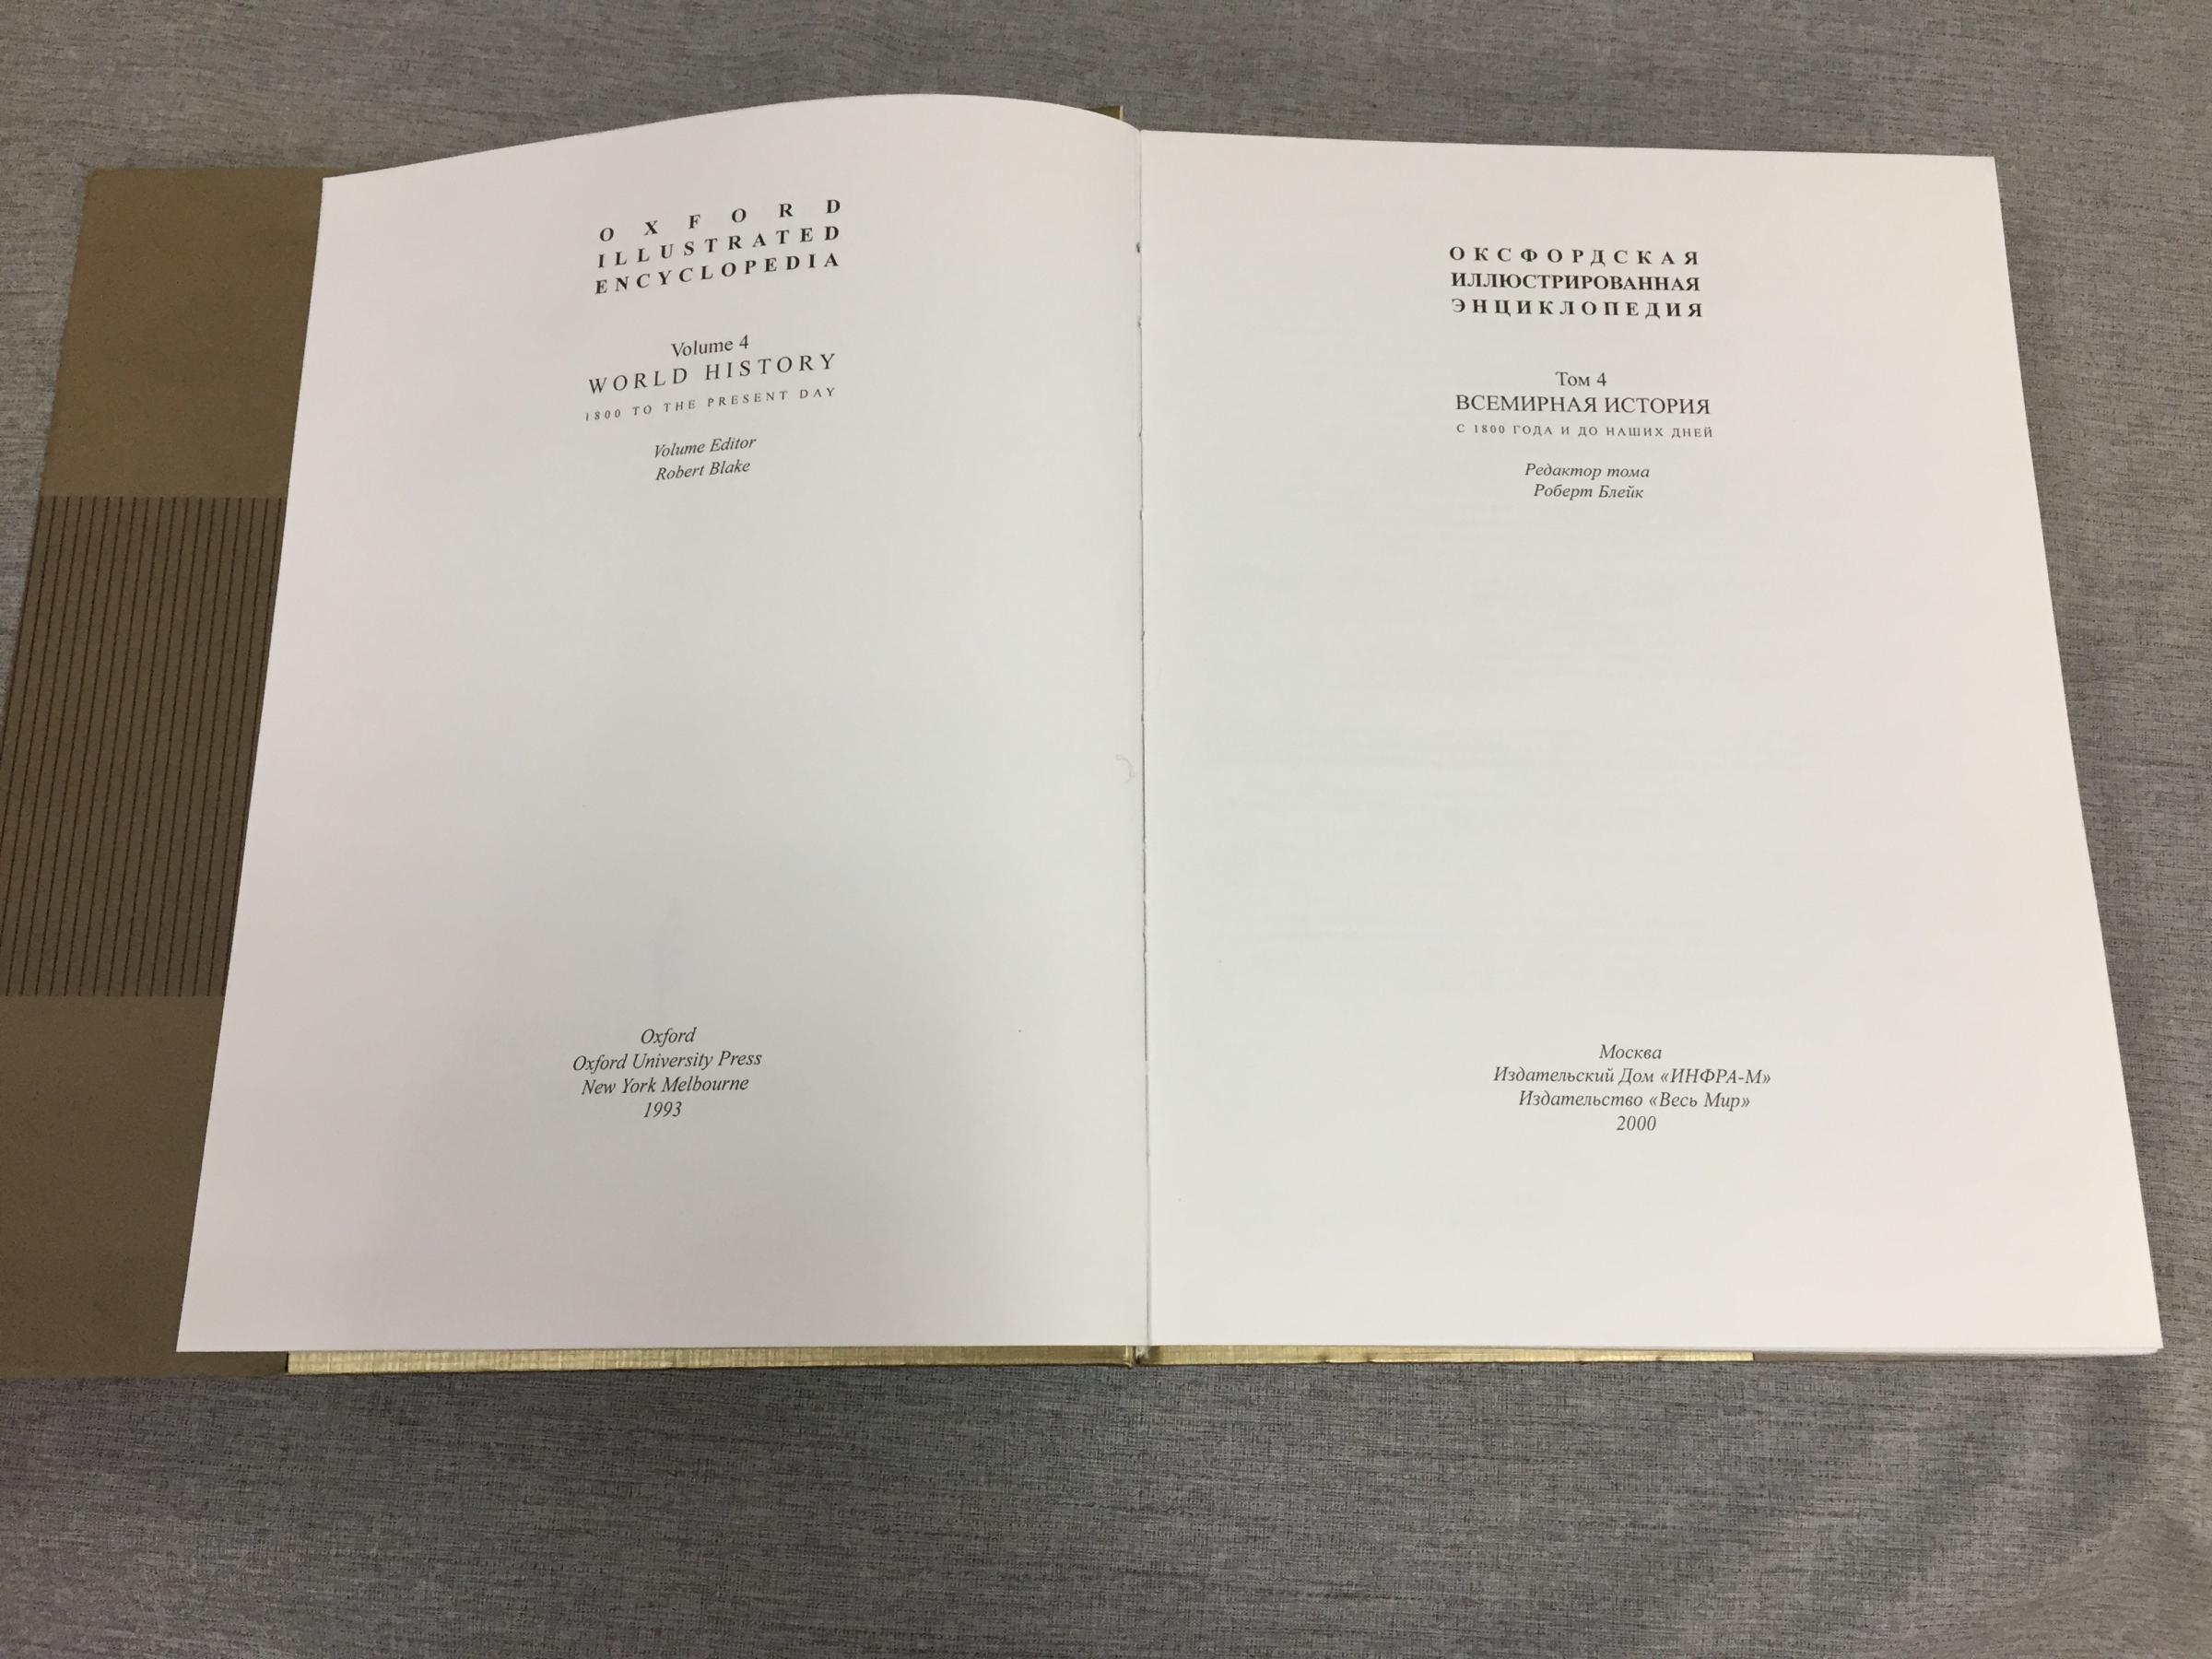 OXFORD
ILLUSTRATED
ENCYCLOPEDIA
Volume 4
WORLD HISTORY
1800 TO THE PRESENT DAY
Volume Editor
Robert Blake
Oxford
Oxford University Press
New York Melbourne
1993
ОКСФОРДСКАЯ
ИЛЛЮСТРИРОВАННАЯ
ЭНЦИКЛОПЕДИЯ
Том 4
ВСЕМИРНАЯ ИСТОРИЯ
С 1800 ГОДА И ДО НАШИХ ДНЕЙ
Редактор тома
Роберт Блейк
Москва
Издательский Дом «ИНФРА-М»
Издательство «Весь Мир»
2000